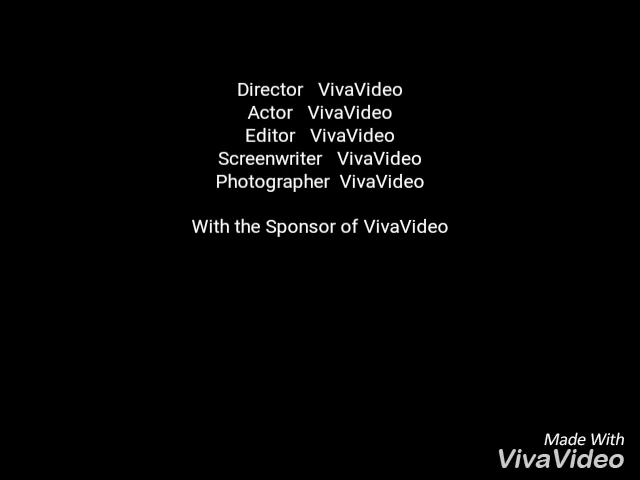 Director VivaVideo
Actor VivaVideo
Editor VivaVideo
Screenwriter VivaVideo
Photographer VivaVideo
With the Sponsor of VivaVideo
Made With
VivaVideo